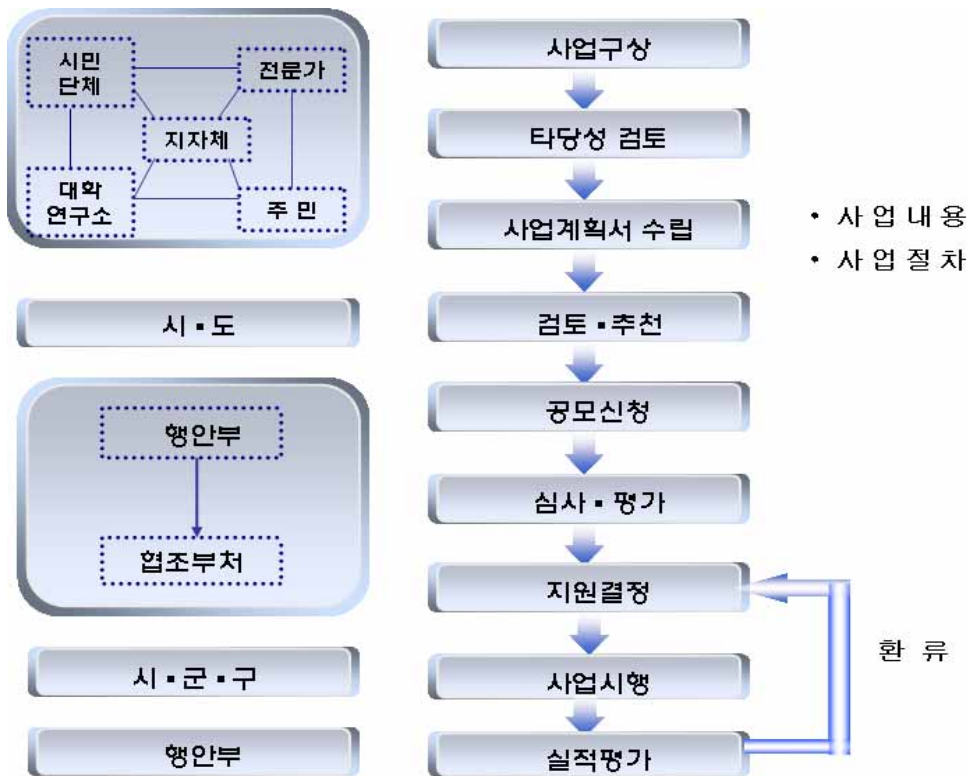 시민
단체
전문가
지자체
대학
연구소
주 민
시▪도
행안부
협조부처
시▪군▪구
행안부
사업구상
타당성 검토
사업계획서 수립
검토▪추천
공모신청
심사▪평가
지원결정
사업시행
실적평가
• 사 업 내 용
• 사 업 절 차
환 류